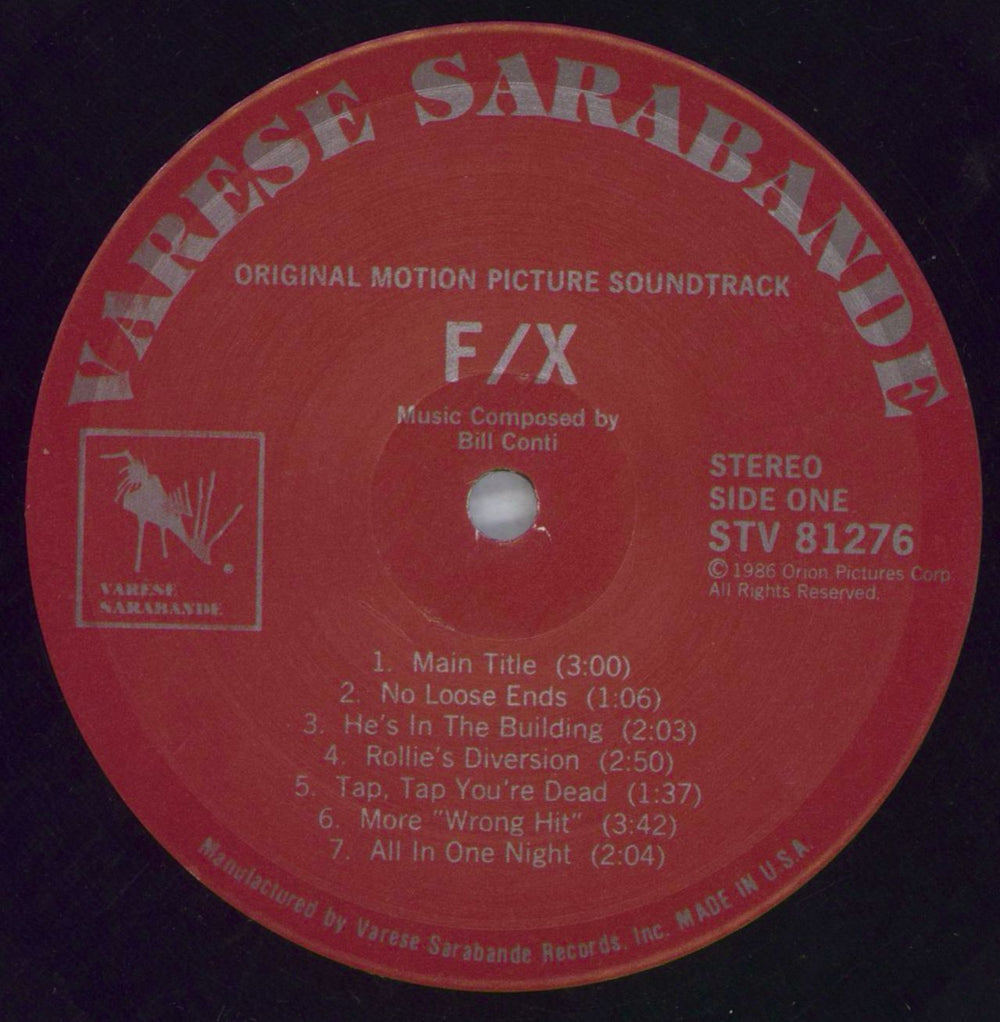 VARESE SARABANDE
ORIGINAL MOTION PICTURE SOUNDTRACK
F/X
Music Composed by
Bill Conti
STEREO
SIDE ONE
STV 81276
© 1986 Orion Pictures Corp.
All Rights Reserved.
VARESE
SARABANDE
®
1. Main Title (3:00)
2. No Loose Ends (1:06)
3. He's In The Building (2:03)
4. Rollie's Diversion (2:50)
5. Tap, Tap You're Dead (1:37)
6. More "Wrong Hit" (3:42)
7. All In One Night (2:04)
Manufactured by Varese Sarabande Records, Inc. MADE IN U.S.A.